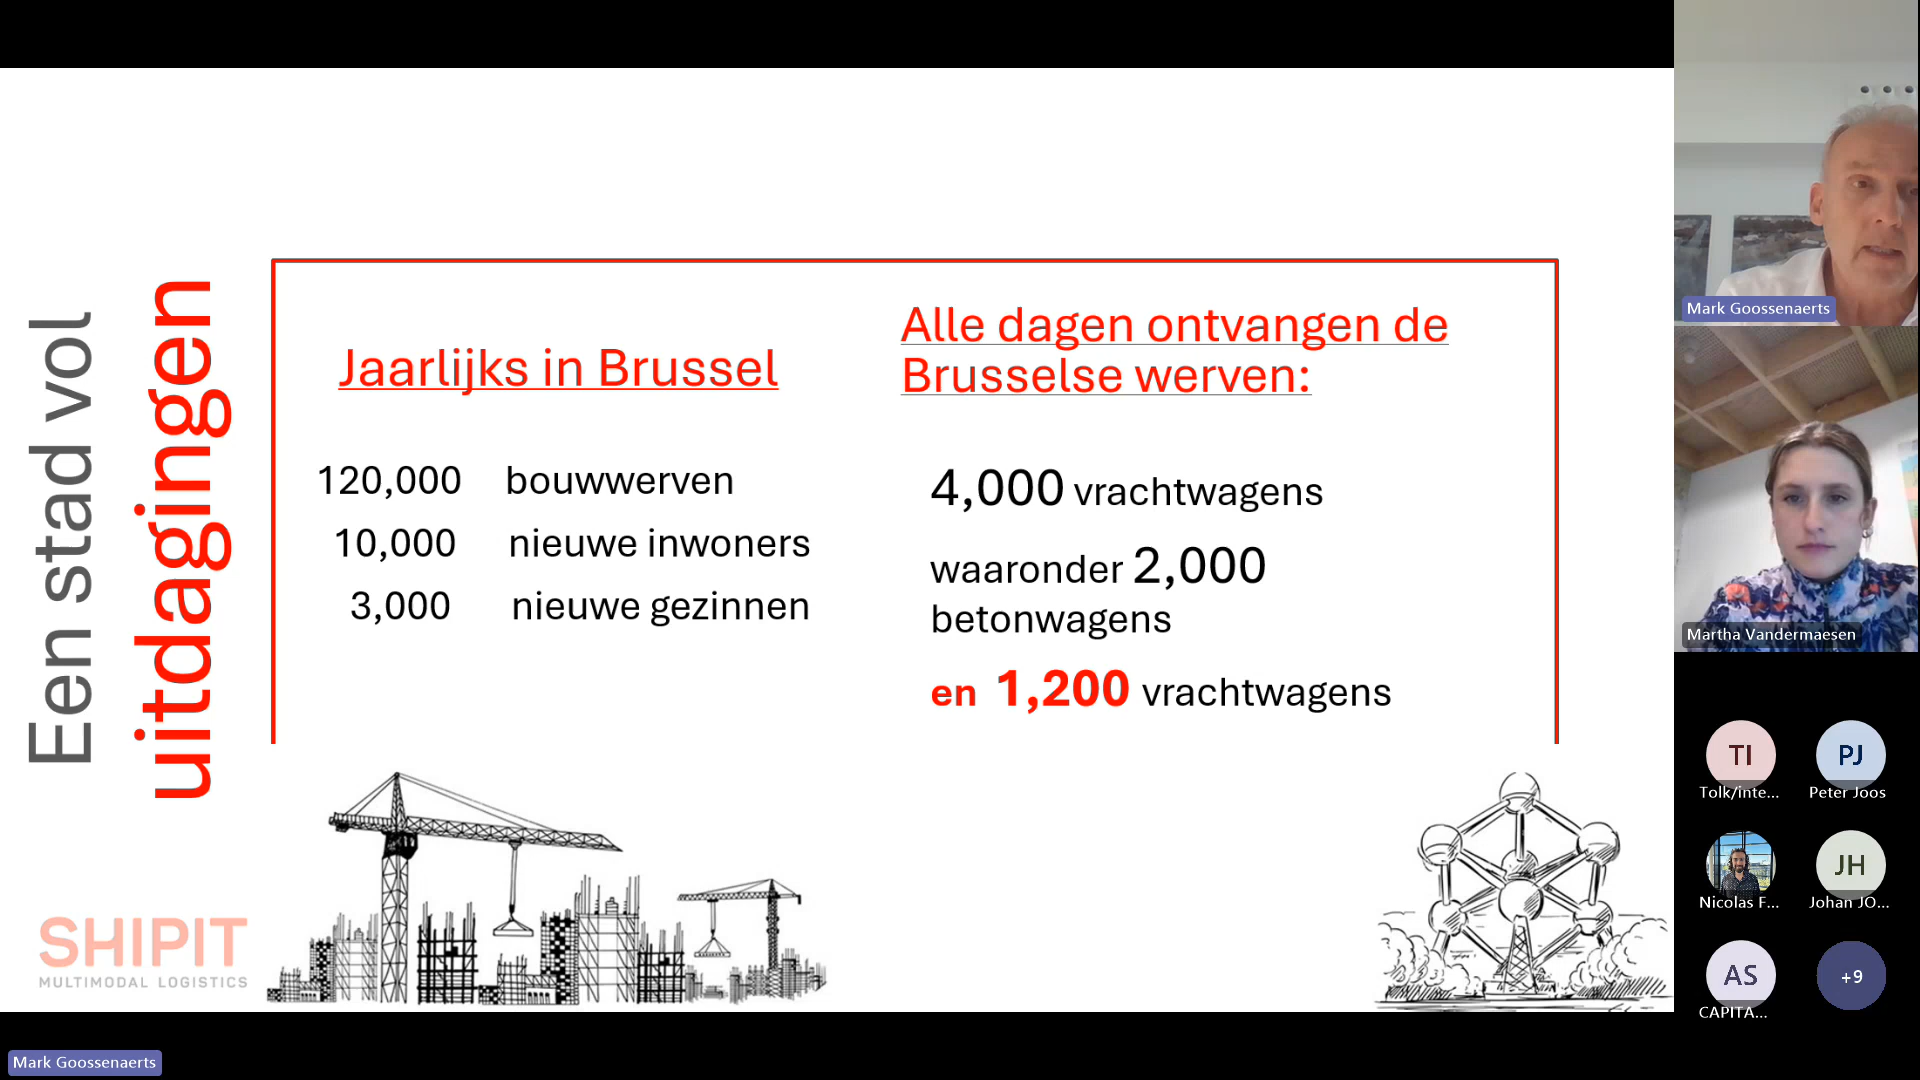 Een stad vol
uitdagingen
Jaarlijks in Brussel
120,000 bouwwerven
10,000 nieuwe inwoners
3,000 nieuwe gezinnen
Alle dagen ontvangen de
Brusselse werven:
4,000 vrachtwagens
waaronder 2,000
betonwagens
en 1,200 vrachtwagens
SHIPIT
MULTIMODAL LOGISTICS
Mark Goossenaerts
Mark Goossenaerts
Martha Vandermaesen
TI
Tolk/inte...
PJ
Peter Joos
Nicolas F...
JH
Johan JO...
AS
CAPITA...
+9